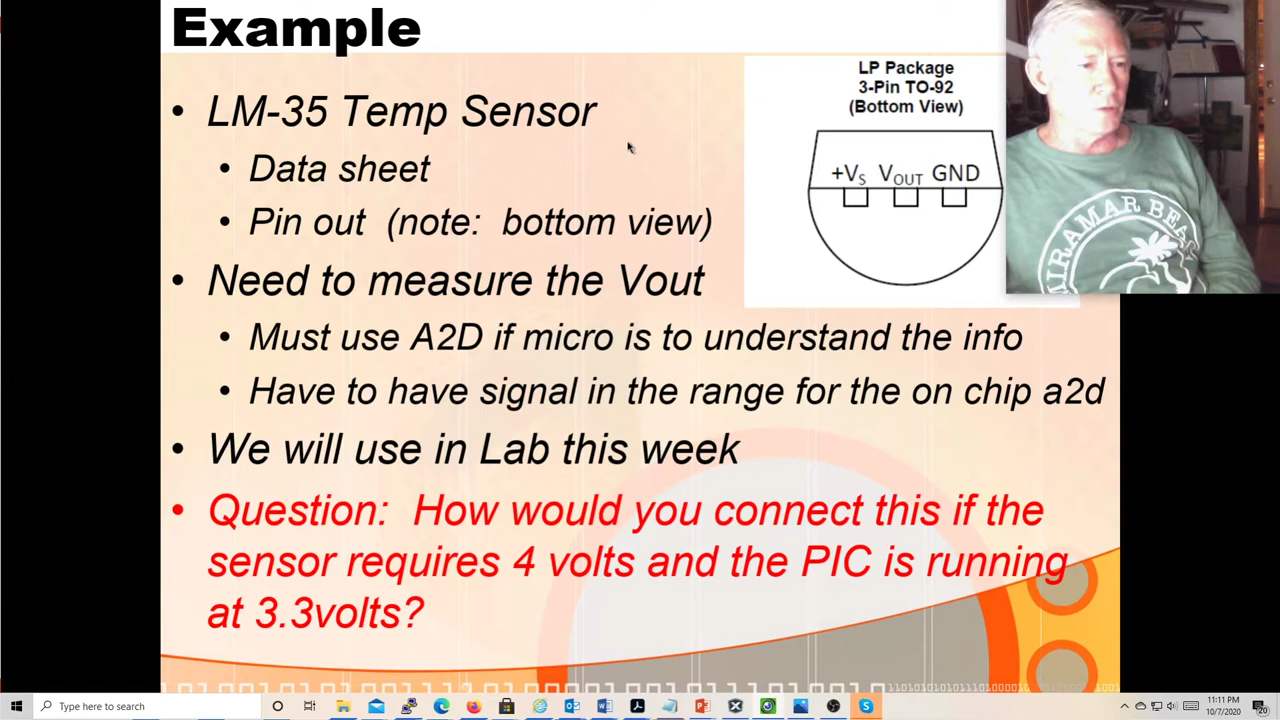 Example
LM-35 Temp Sensor
Data sheet
Pin out (note: bottom view)
Need to measure the Vout
Must use A2D if micro is to understand the info
Have to have signal in the range for the on chip a2d
We will use in Lab this week
Question: How would you connect this if the
sensor requires 4 volts and the PIC is running
at 3.3volts?
LP Package
3-Pin TO-92
(Bottom View)
+VS VOUT GND
MIRAMAR BEA
Type here to search
11:11 PM
10/7/2020
20